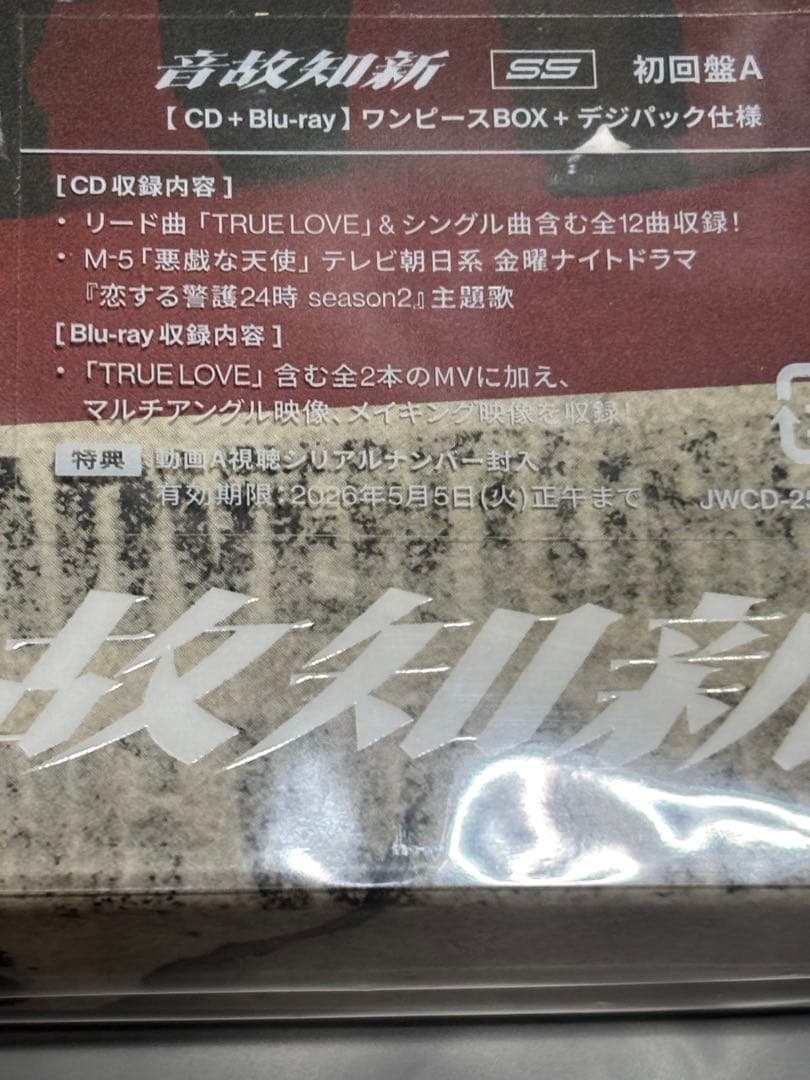 音故知新 SS 初回盤A
【CD+Blu-ray】ワンピースBOX+デジパック仕様
[CD収録内容]
・リード曲「TRUE LOVE」&シングル曲含む全12曲収録!
・M-5「悪戯な天使」テレビ朝日系 金曜ナイトドラマ
『恋する警護24時 season2』主題歌
[Blu-ray収録内容]
・「TRUE LOVE」含む全2本のMVに加え、
マルチアングル映像、メイキング映像を収録!
特典 動画A視聴シリアルナンバー封入
有効期限:2026年5月5日(火)正午まで JWCD-2
故知新